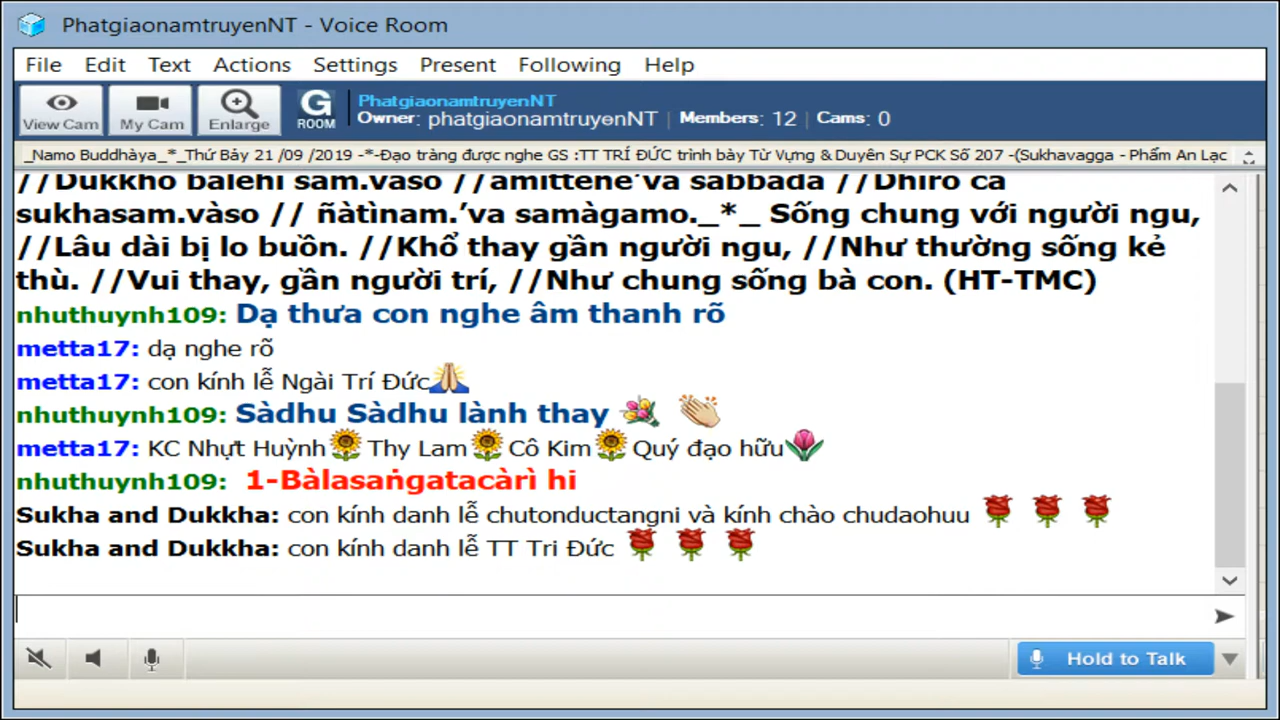 PhatgiaonamtruyenNT - Voice Room
File Edit Text Actions Settings Present Following Help
View Cam My Cam Enlarge G ROOM PhatgiaonamtruyenNT
Owner: phatgiaonamtruyenNT | Members: 12 | Cams: 0
_Namo Buddhàya_*_Thứ Bảy 21 /09 /2019 -*-Đạo tràng được nghe GS :TT TRÍ ĐỨC trình bày Từ Vựng & Duyên Sự PCK Số 207 -(Sukhavagga - Phẩm An Lạc
//Dukkho bàlehi sam.vàso //amittene'va sabbadà //Dhìro ca
sukhasam.vàso // ñàtìnam.’va samàgamo._*_ Sống chung với người ngu,
//Lâu dài bị lo buồn. //Khổ thay gần người ngu, //Như thường sống kẻ
thù. //Vui thay, gần người trí, //Như chung sống bà con. (HT-TMC)
nhuthuynh109: Dạ thưa con nghe âm thanh rõ
metta17: dạ nghe rõ
metta17: con kính lễ Ngài Trí Đức
nhuthuynh109: Sàdhu Sàdhu lành thay
metta17: KC Nhựt Huỳnh Thy Lam Cô Kim Quý đạo hữu
nhuthuynh109: 1-Bàlasaṅgatacàrì hi
Sukha and Dukkha: con kính danh lễ chutonductangni và kính chào chudaohuu
Sukha and Dukkha: con kính danh lễ TT Tri Đức
Hold to Talk